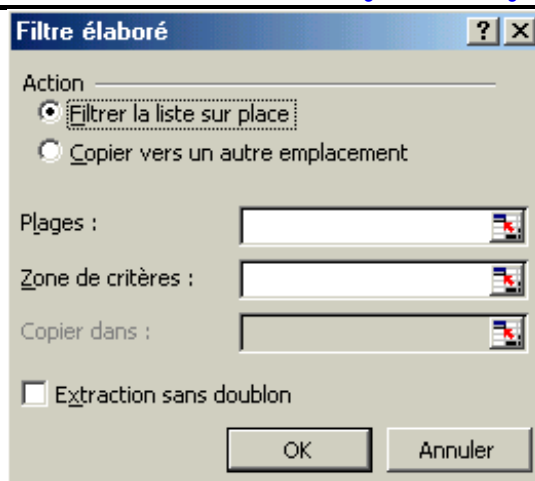 Filtre élaboré
Action
Filtrer la liste sur place
Copier vers un autre emplacement
Plages :
Zone de critères :
Copier dans :
Extraction sans doublon
OK Annuler